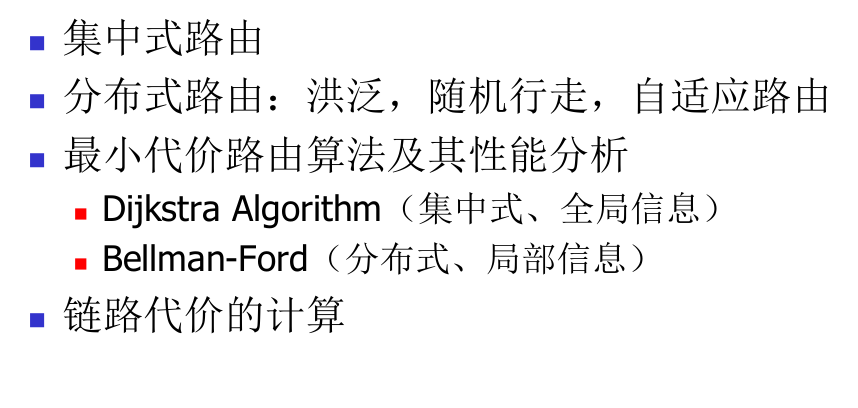 集中式路由
分布式路由：洪泛，随机行走，自适应路由
最小代价路由算法及其性能分析
Dijkstra Algorithm（集中式、全局信息）
Bellman-Ford（分布式、局部信息）
链路代价的计算